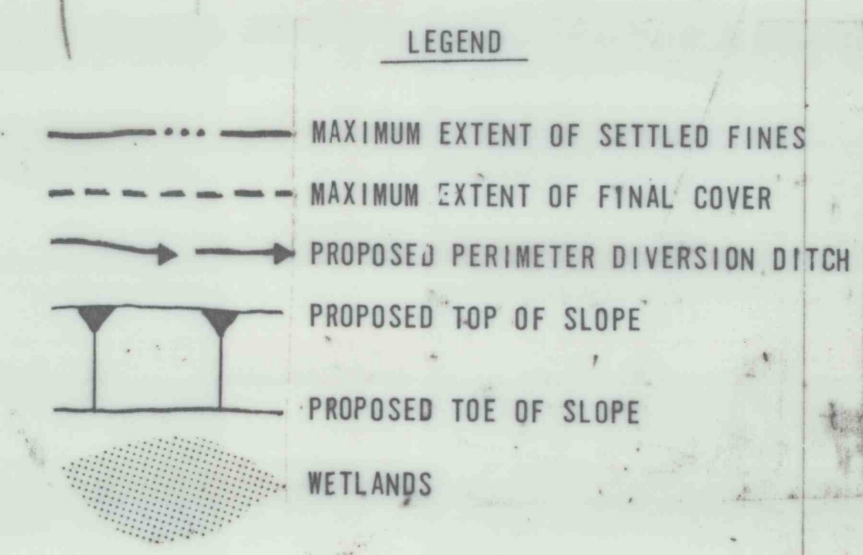 LEGEND
MAXIMUM EXTENT OF SETTLED FINES
MAXIMUM EXTENT OF FINAL COVER
PROPOSED PERIMETER DIVERSION DITCH
PROPOSED TOP OF SLOPE
PROPOSED TOE OF SLOPE
WETLANDS